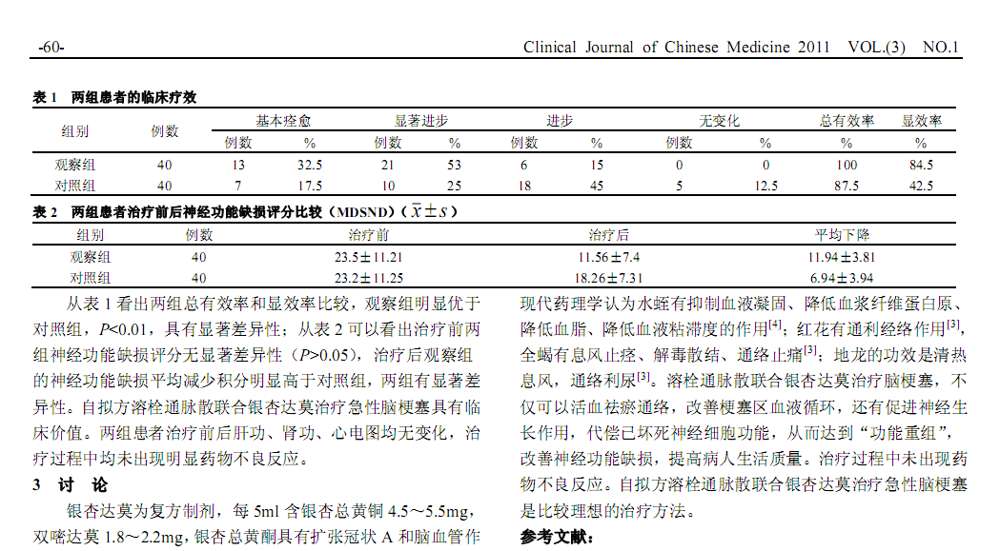 -60- Clinical Journal of Chinese Medicine 2011 VOL.(3) NO.1
表 1 两组患者的临床疗效
组别 例数 基本痊愈 显著进步 进步 无变化 总有效率 显效率
例数 % 例数 % 例数 % 例数 % % %
观察组 40 13 32.5 21 53 6 15 0 0 100 84.5
对照组 40 7 17.5 10 25 18 45 5 12.5 87.5 42.5
表 2 两组患者治疗前后神经功能缺损评分比较（MDSND）（x̄±s）
组别 例数 治疗前 治疗后 平均下降
观察组 40 23.5±11.21 11.56±7.4 11.94±3.81
对照组 40 23.2±11.25 18.26±7.31 6.94±3.94
从表 1 看出两组总有效率和显效率比较，观察组明显优于
对照组，P<0.01，具有显著差异性；从表 2 可以看出治疗前两
组神经功能缺损评分无显著差异性（P>0.05），治疗后观察组
的神经功能缺损平均减少积分明显高于对照组，两组有显著差
异性。自拟方溶栓通脉散联合银杏达莫治疗急性脑梗塞具有临
床价值。两组患者治疗前后肝功、肾功、心电图均无变化，治
疗过程中均未出现明显药物不良反应。
3 讨 论
银杏达莫为复方制剂，每 5ml 含银杏总黄铜 4.5～5.5mg，
双嘧达莫 1.8～2.2mg，银杏总黄酮具有扩张冠状 A 和脑血管作
现代药理学认为水蛭有抑制血液凝固、降低血浆纤维蛋白原、
降低血脂、降低血液粘滞度的作用[4]；红花有通利经络作用[3]，
全蝎有息风止痉、解毒散结、通络止痛[3]；地龙的功效是清热
息风，通络利尿[3]。溶栓通脉散联合银杏达莫治疗脑梗塞，不
仅可以活血祛瘀通络，改善梗塞区血液循环，还有促进神经生
长作用，代偿已坏死神经细胞功能，从而达到“功能重组”，
改善神经功能缺损，提高病人生活质量。治疗过程中未出现药
物不良反应。自拟方溶栓通脉散联合银杏达莫治疗急性脑梗塞
是比较理想的治疗方法。
参考文献：